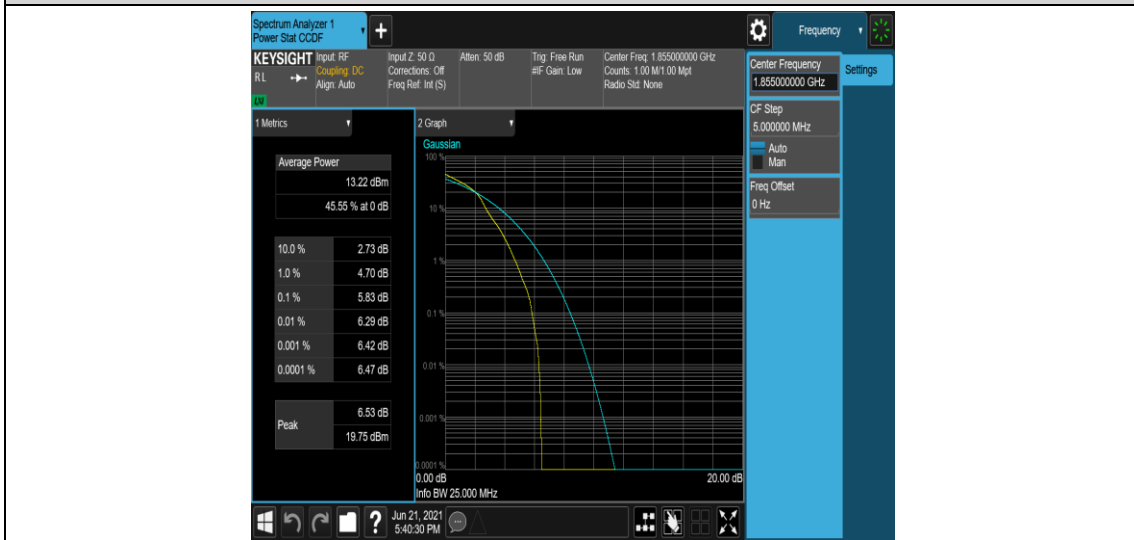 Spectrum Analyzer 1
Power Stat CCDF
+
Frequency
KEYSIGHT
RL
Input: RF
Coupling: DC
Align: Auto
Input Z: 50 Ω
Corrections: Off
Freq Ref: Int (S)
Atten: 50 dB
Trig: Free Run
#IF Gain: Low
Center Freq: 1.855000000 GHz
Counts: 1.00 M/1.00 Mpt
Radio Std: None
Center Frequency
1.855000000 GHz
Settings
CF Step
5.000000 MHz
Auto
Man
Freq Offset
0 Hz
1 Metrics
Average Power
13.22 dBm
45.55 % at 0 dB
10.0 % 2.73 dB
1.0 % 4.70 dB
0.1 % 5.83 dB
0.01 % 6.29 dB
0.001 % 6.42 dB
0.0001 % 6.47 dB
Peak 6.53 dB
19.75 dBm
2 Graph
Gaussian
100 %
10 %
1 %
0.1 %
0.01 %
0.001 %
0.0001 %
0.00 dB 20.00 dB
Info BW 25.000 MHz
?
Jun 21, 2021
5:40:30 PM